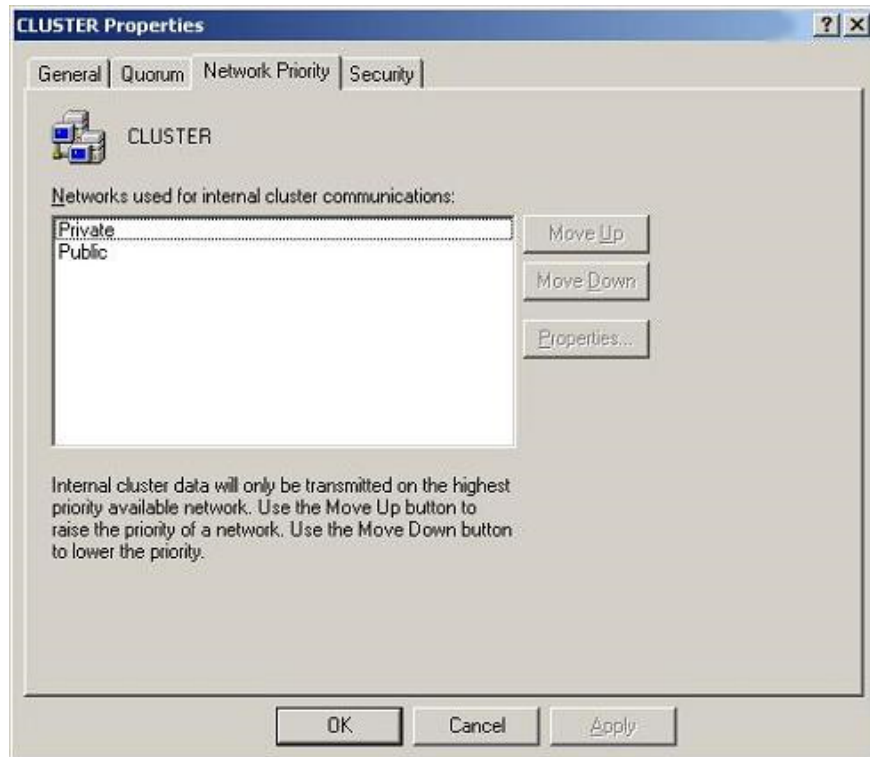 CLUSTER Properties
General
Quorum
Network Priority
Security
CLUSTER
Networks used for internal cluster communications:
Private
Public
Move Up
Move Down
Properties...
Internal cluster data will only be transmitted on the highest
priority available network. Use the Move Up button to
raise the priority of a network. Use the Move Down button
to lower the priority.
OK
Cancel
Apply